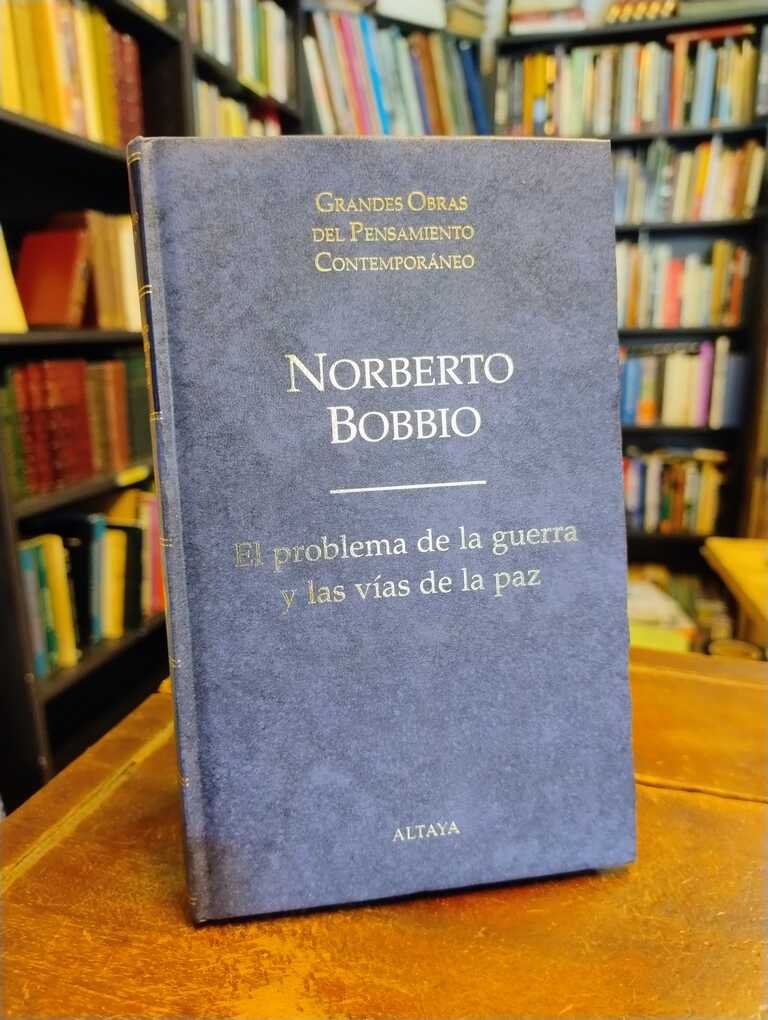 GRANDES OBRAS
DEL PENSAMIENTO
CONTEMPORÁNEO
NORBERTO
BOBBIO
El problema de la guerra
y las vías de la paz
ALTAYA